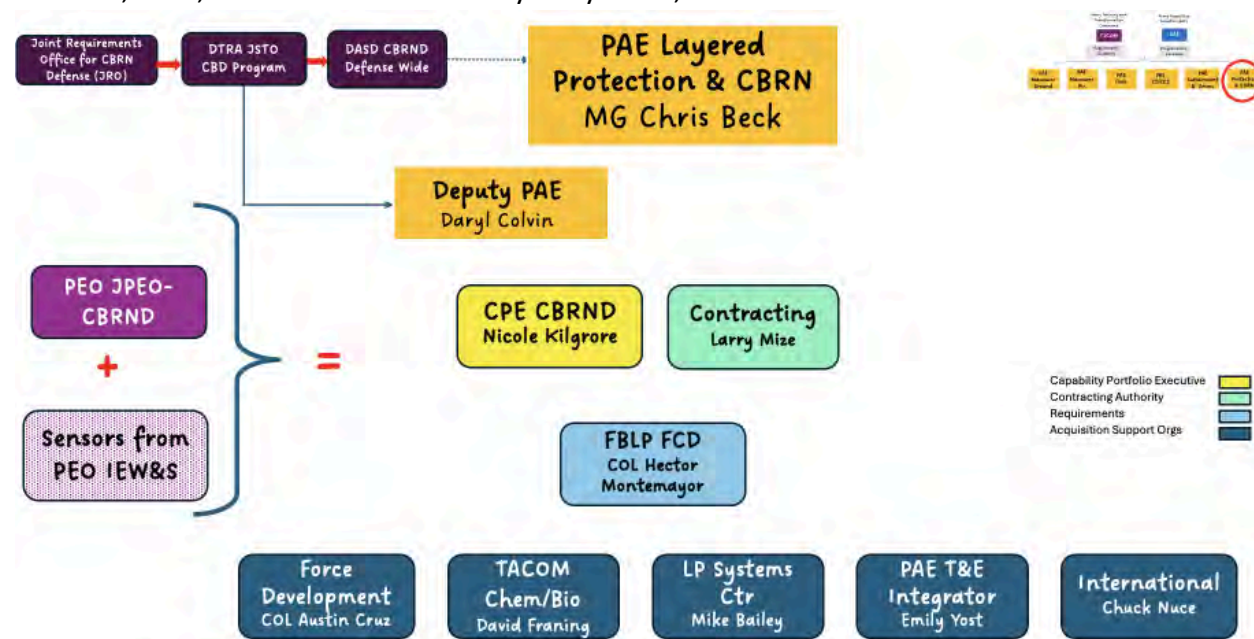 Joint Requirements
Office for CBRN
Defense (JRO)
DTRA JSTO
CBD Program
DASD CBRND
Defense Wide
PAE Layered
Protection & CBRN
MG Chris Beck
Deputy PAE
Daryl Colvin
PEO JPEO-
CBRND
+
Sensors from
PEO IEW&S
=
CPE CBRND
Nicole Kilgrore
Contracting
Larry Mize
Capability Portfolio Executive
Contracting Authority
Requirements
Acquisition Support Orgs
FBLP FCD
COL Hector
Montemayor
Force
Development
COL Austin Cruz
TACOM
Chem/Bio
David Franing
LP Systems
Ctr
Mike Bailey
PAE T&E
Integrator
Emily Yost
International
Chuck Nuce